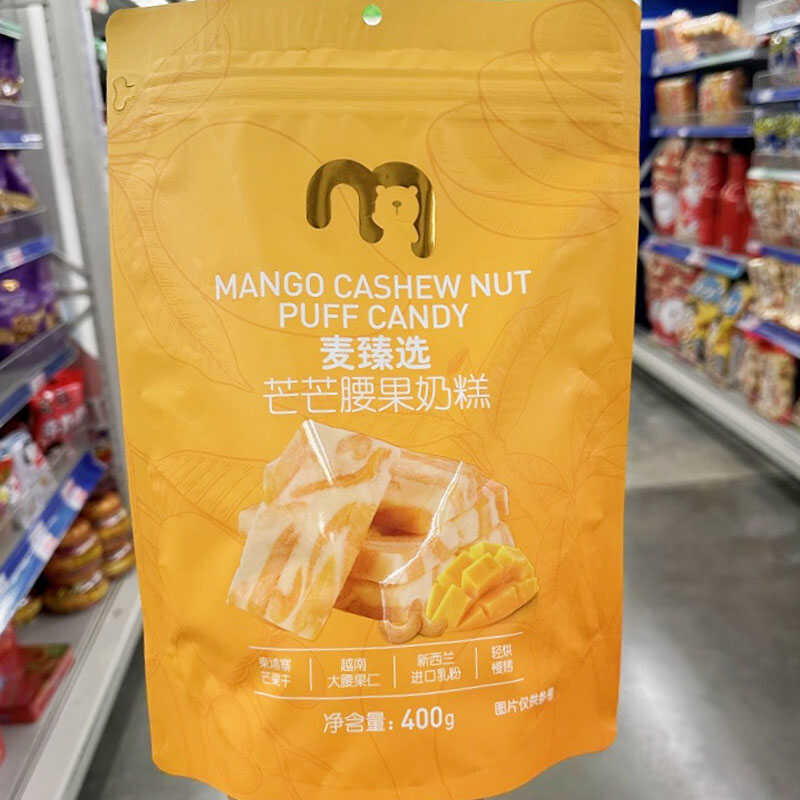 MANGO CASHEW NUT
PUFF CANDY
麦臻选
芒芒腰果奶糕
柬埔寨
芒果干
越南
大腰果仁
新西兰
进口乳粉
轻烘
慢烤
净含量: 400g
图片仅供参考